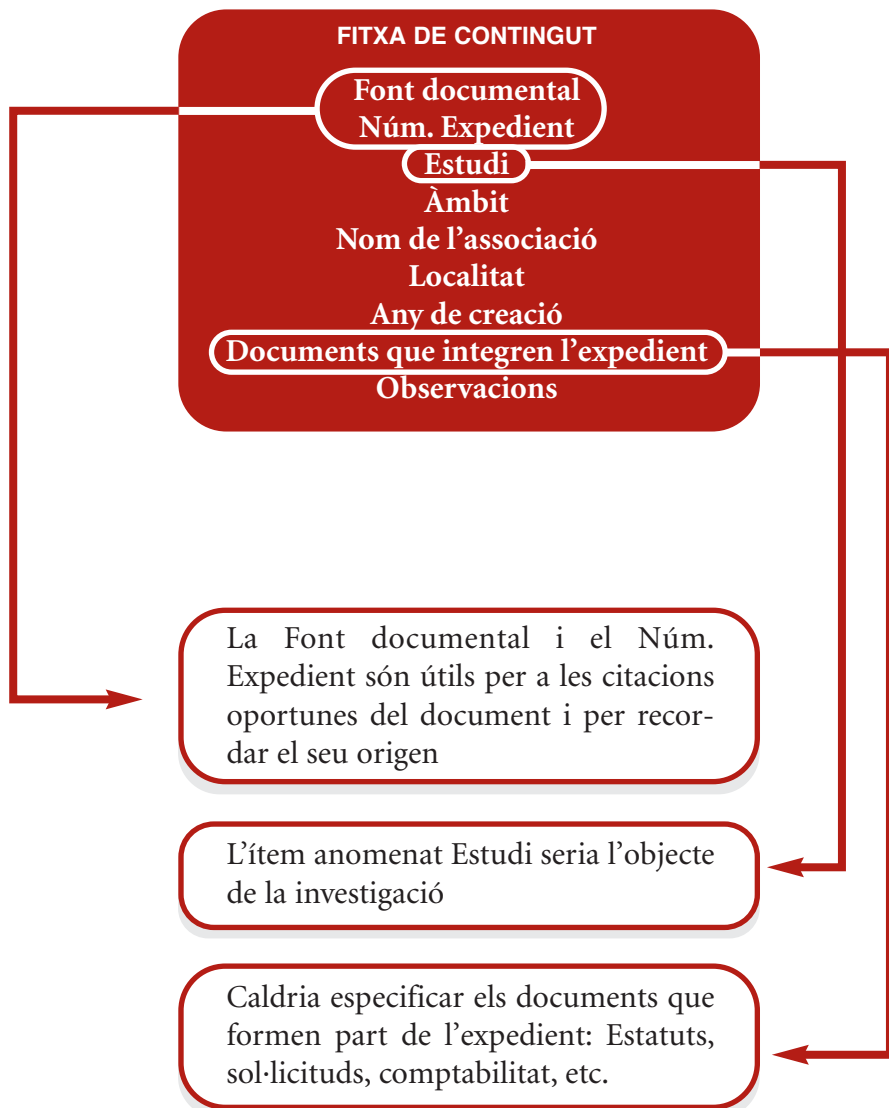 FITXA DE CONTINGUT
Font documental
Núm. Expedient
Estudi
Àmbit
Nom de l’associació
Localitat
Any de creació
Documents que integren l’expedient
Observacions
La Font documental i el Núm.
Expedient són útils per a les citacions
oportunes del document i per recor-
dar el seu origen
L’ítem anomenat Estudi seria l’objecte
de la investigació
Caldria especificar els documents que
formen part de l’expedient: Estatuts,
sol·licituds, comptabilitat, etc.